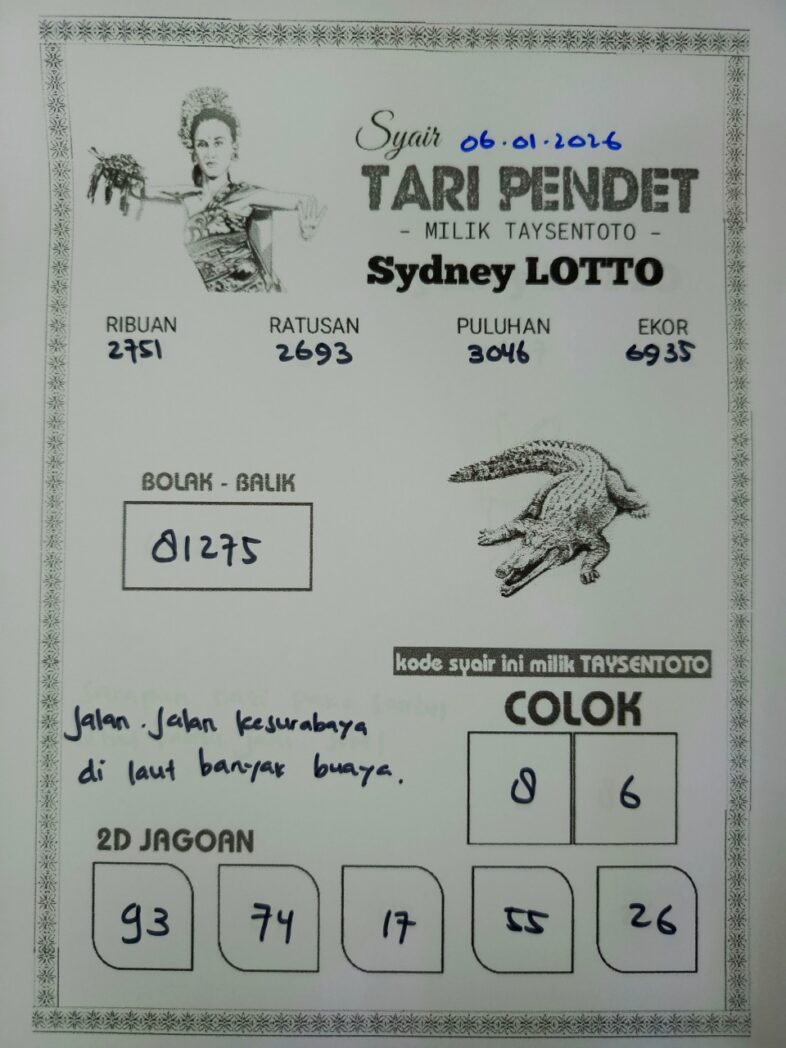 Syair 06.01.2026
TARI PENDET
- MILIK TAYSENTOTO -
Sydney LOTTO
RIBUAN RATUSAN PULUHAN EKOR
2751 2693 3046 6935
BOLAK - BALIK
81275
kode syair ini milik TAYSENTOTO
COLOK
8 6
Jalan.Jalan kesurabaya
di laut banyak buaya.
2D JAGOAN
93 74 17 55 26